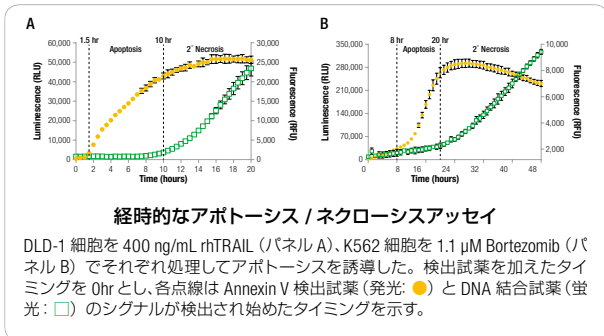 A
1.5 hr
10 hr
Apoptosis
2˚ Necrosis
Luminescence (RLU)
60,000
50,000
40,000
30,000
20,000
10,000
0
Fluorescence (RFU)
30,000
25,000
20,000
15,000
10,000
5,000
0
0 2 4 6 8 10 12 14 16 18 20
Time (hours)
B
8 hr
20 hr
Apoptosis
2˚ Necrosis
Luminescence (RLU)
350,000
280,000
210,000
140,000
70,000
0
Fluorescence (RFU)
10,000
8,000
6,000
4,000
2,000
0 8 16 24 32 40 48
Time (hours)
経時的なアポトーシス / ネクローシスアッセイ
DLD-1 細胞を 400 ng/mL rhTRAIL（パネル A）、K562 細胞を 1.1 µM Bortezomib（パ
ネル B）でそれぞれ処理してアポトーシスを誘導した。検出試薬を加えたタイ
ミングを 0hr とし、各点線は Annexin V 検出試薬（発光: ●）と DNA 結合試薬（蛍
光: □）のシグナルが検出され始めたタイミングを示す。